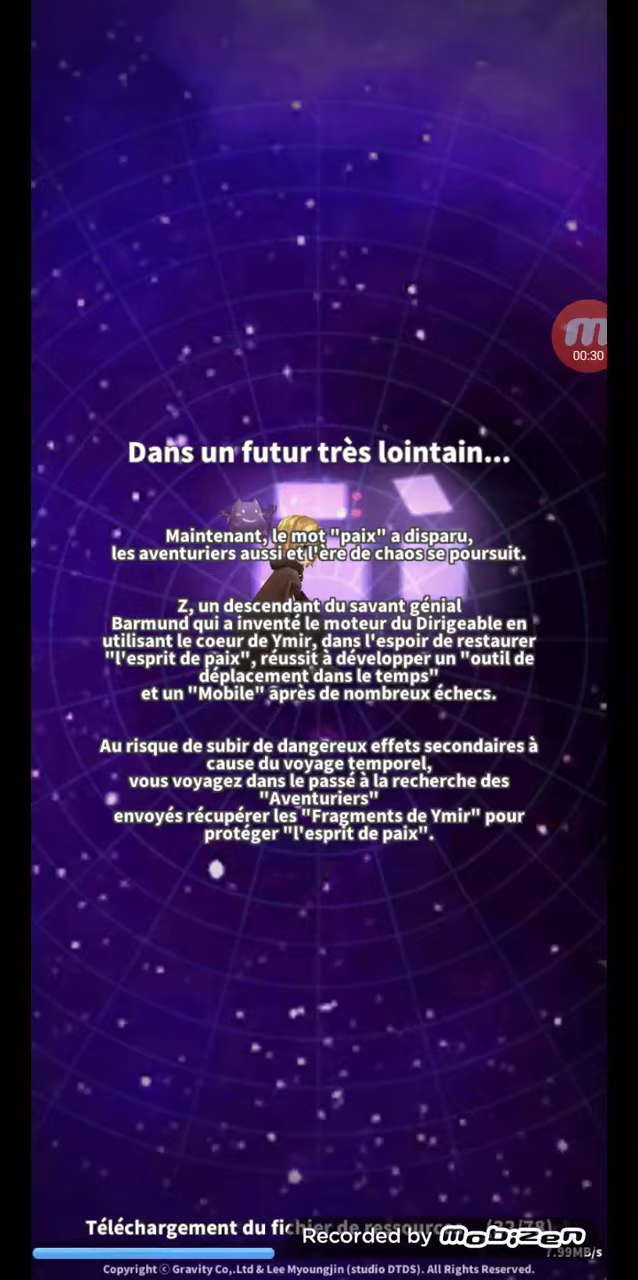 00:30
Dans un futur très lointain...
Maintenant, le mot "paix" a disparu,
les aventuriers aussi et l'ère de chaos se poursuit.
Z, un descendant du savant génial
Barmund qui a inventé le moteur du Dirigeable en
utilisant le coeur de Ymir, dans l'espoir de restaurer
"l'esprit de paix", réussit à développer un "outil de
déplacement dans le temps"
et un "Mobile" après de nombreux échecs.
Au risque de subir de dangereux effets secondaires à
cause du voyage temporel,
vous voyagez dans le passé à la recherche des
"Aventuriers"
envoyés récupérer les "Fragments de Ymir" pour
protéger "l'esprit de paix".
Téléchargement du fichier de
Recorded by mobizen
7.99MB/s
Copyright © Gravity Co,.Ltd & Lee Myoungjin (studio DTDS). All Rights Reserved.